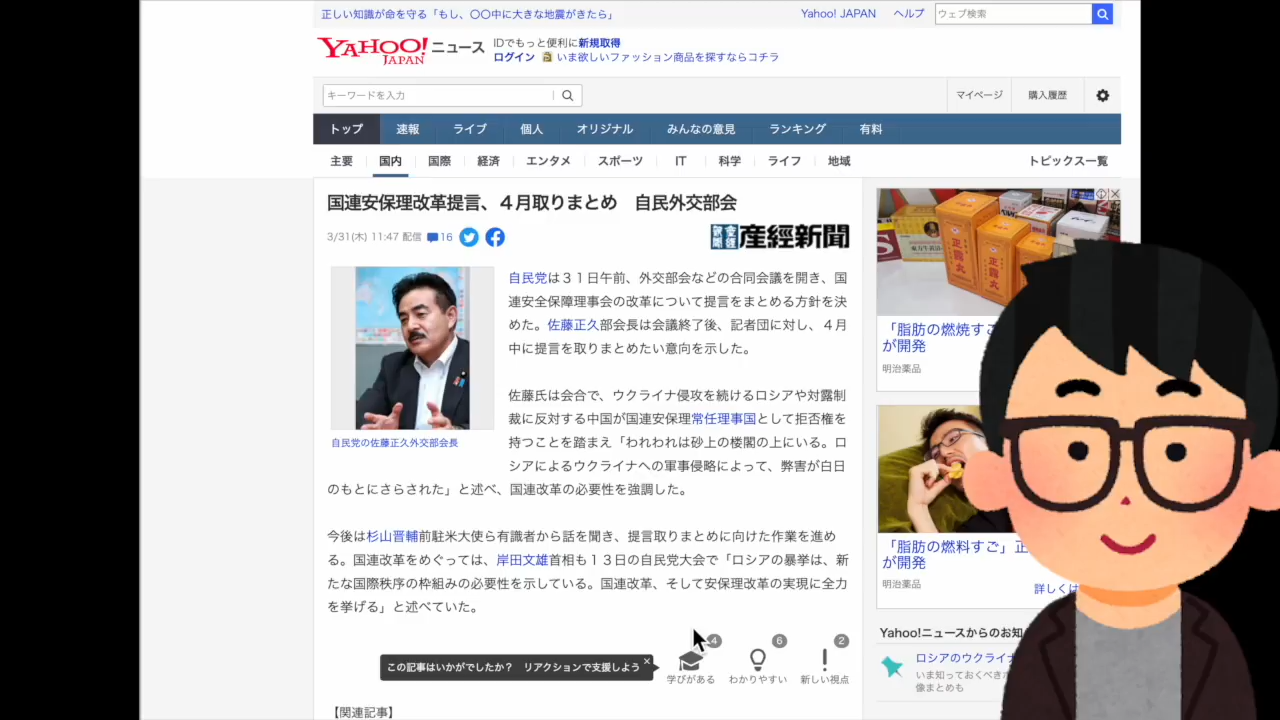 正しい知識が命を守る「もし、〇〇中に大きな地震がきたら」
Yahoo! JAPAN ヘルプ
ウェブ検索
YAHOO! JAPAN ニュース
IDでもっと便利に新規取得
ログイン いま欲しいファッション商品を探すならコチラ
キーワードを入力
マイページ 購入履歴
トップ 速報 ライブ 個人 オリジナル みんなの意見 ランキング 有料
主要 国内 国際 経済 エンタメ スポーツ IT 科学 ライフ 地域 トピックス一覧
国連安保理改革提言、４月取りまとめ 自民外交部会
3/31(木) 11:47 配信 16
産経新聞 産経新聞
自民党は３１日午前、外交部会などの合同会議を開き、国
連安全保障理事会の改革について提言をまとめる方針を決
めた。佐藤正久部会長は会議終了後、記者団に対し、４月
中に提言を取りまとめたい意向を示した。
自民党の佐藤正久外交部会長
佐藤氏は会合で、ウクライナ侵攻を続けるロシアや対露制
裁に反対する中国が国連安保理常任理事国として拒否権を
持つことを踏まえ「われわれは砂上の楼閣の上にいる。ロ
シアによるウクライナへの軍事侵略によって、弊害が白日
のもとにさらされた」と述べ、国連改革の必要性を強調した。
今後は杉山晋輔前駐米大使ら有識者から話を聞き、提言取りまとめに向けた作業を進め
る。国連改革をめぐっては、岸田文雄首相も１３日の自民党大会で「ロシアの暴挙は、新
たな国際秩序の枠組みの必要性を示している。国連改革、そして安保理改革の実現に全力
を挙げる」と述べていた。
この記事はいかがでしたか？ リアクションで支援しよう
4 6 2
学びがある わかりやすい 新しい視点
【関連記事】
正露丸
正露丸
「脂肪の燃焼すご
が開発
明治薬品
「脂肪の燃料すご」正
が開発
明治薬品
詳しくは
Yahoo!ニュースからのお知
ロシアのウクライナ
いま知っておくべきポ
像まとめも